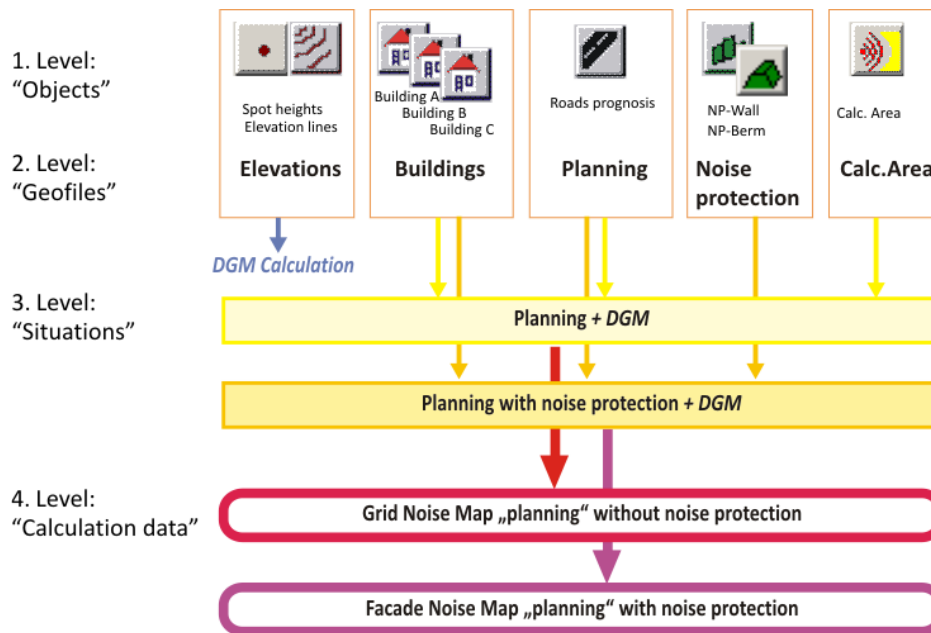 1. Level:
“Objects”
Spot heights
Elevation lines
Building A
Building B
Building C
Roads prognosis
NP-Wall
NP-Berm
Calc. Area
2. Level:
“Geofiles”
Elevations
Buildings
Planning
Noise
protection
Calc.Area
DGM Calculation
3. Level:
“Situations”
Planning + DGM
Planning with noise protection + DGM
4. Level:
“Calculation data”
Grid Noise Map „planning“ without noise protection
Facade Noise Map „planning“ with noise protection